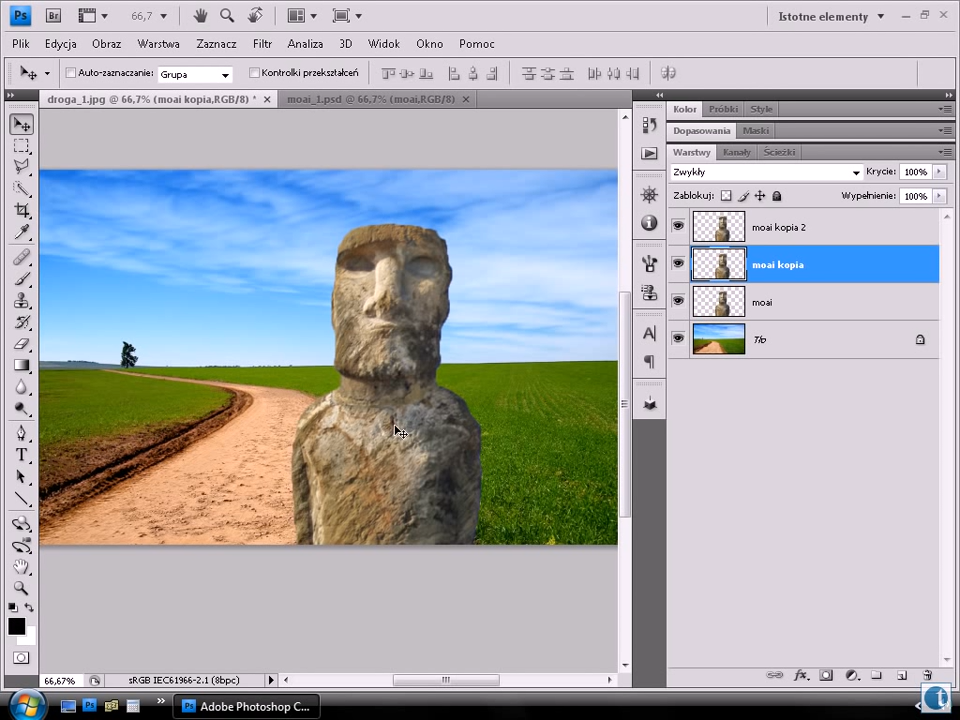 Ps Br 66,7 Istotne elementy
Plik Edycja Obraz Warstwa Zaznacz Filtr Analiza 3D Widok Okno Pomoc
Auto-zaznaczanie: Grupa Kontrolki przekształceń
droga_1.jpg @ 66,7% (moai kopia,RGB/8) * moai_1.psd @ 66,7% (moai,RGB/8)
Kolor Próbki Style
Dopasowania Maski
Warstwy Kanały Ścieżki
Zwykły Krycie: 100%
Zablokuj: Wypełnienie: 100%
moai kopia 2
moai kopia
moai
Tło
66,67% sRGB IEC61966-2.1 (8bpc)
Ps Adobe Photoshop C...